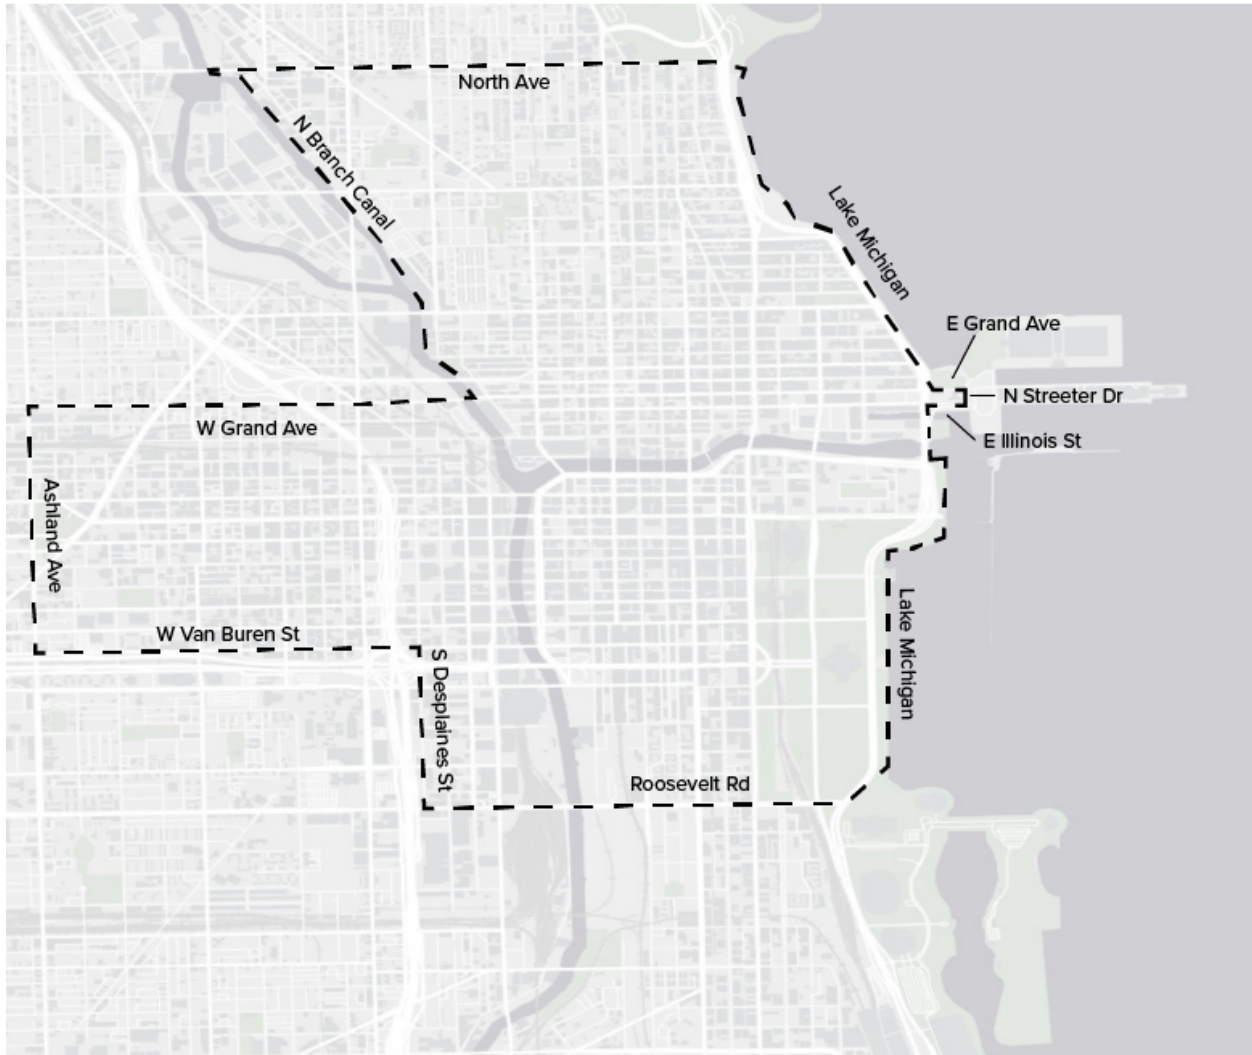 North Ave
N Branch Canal
Lake Michigan
E Grand Ave
N Streeter Dr
W Grand Ave
E Illinois St
Ashland Ave
Lake Michigan
W Van Buren St
S Desplaines St
Roosevelt Rd